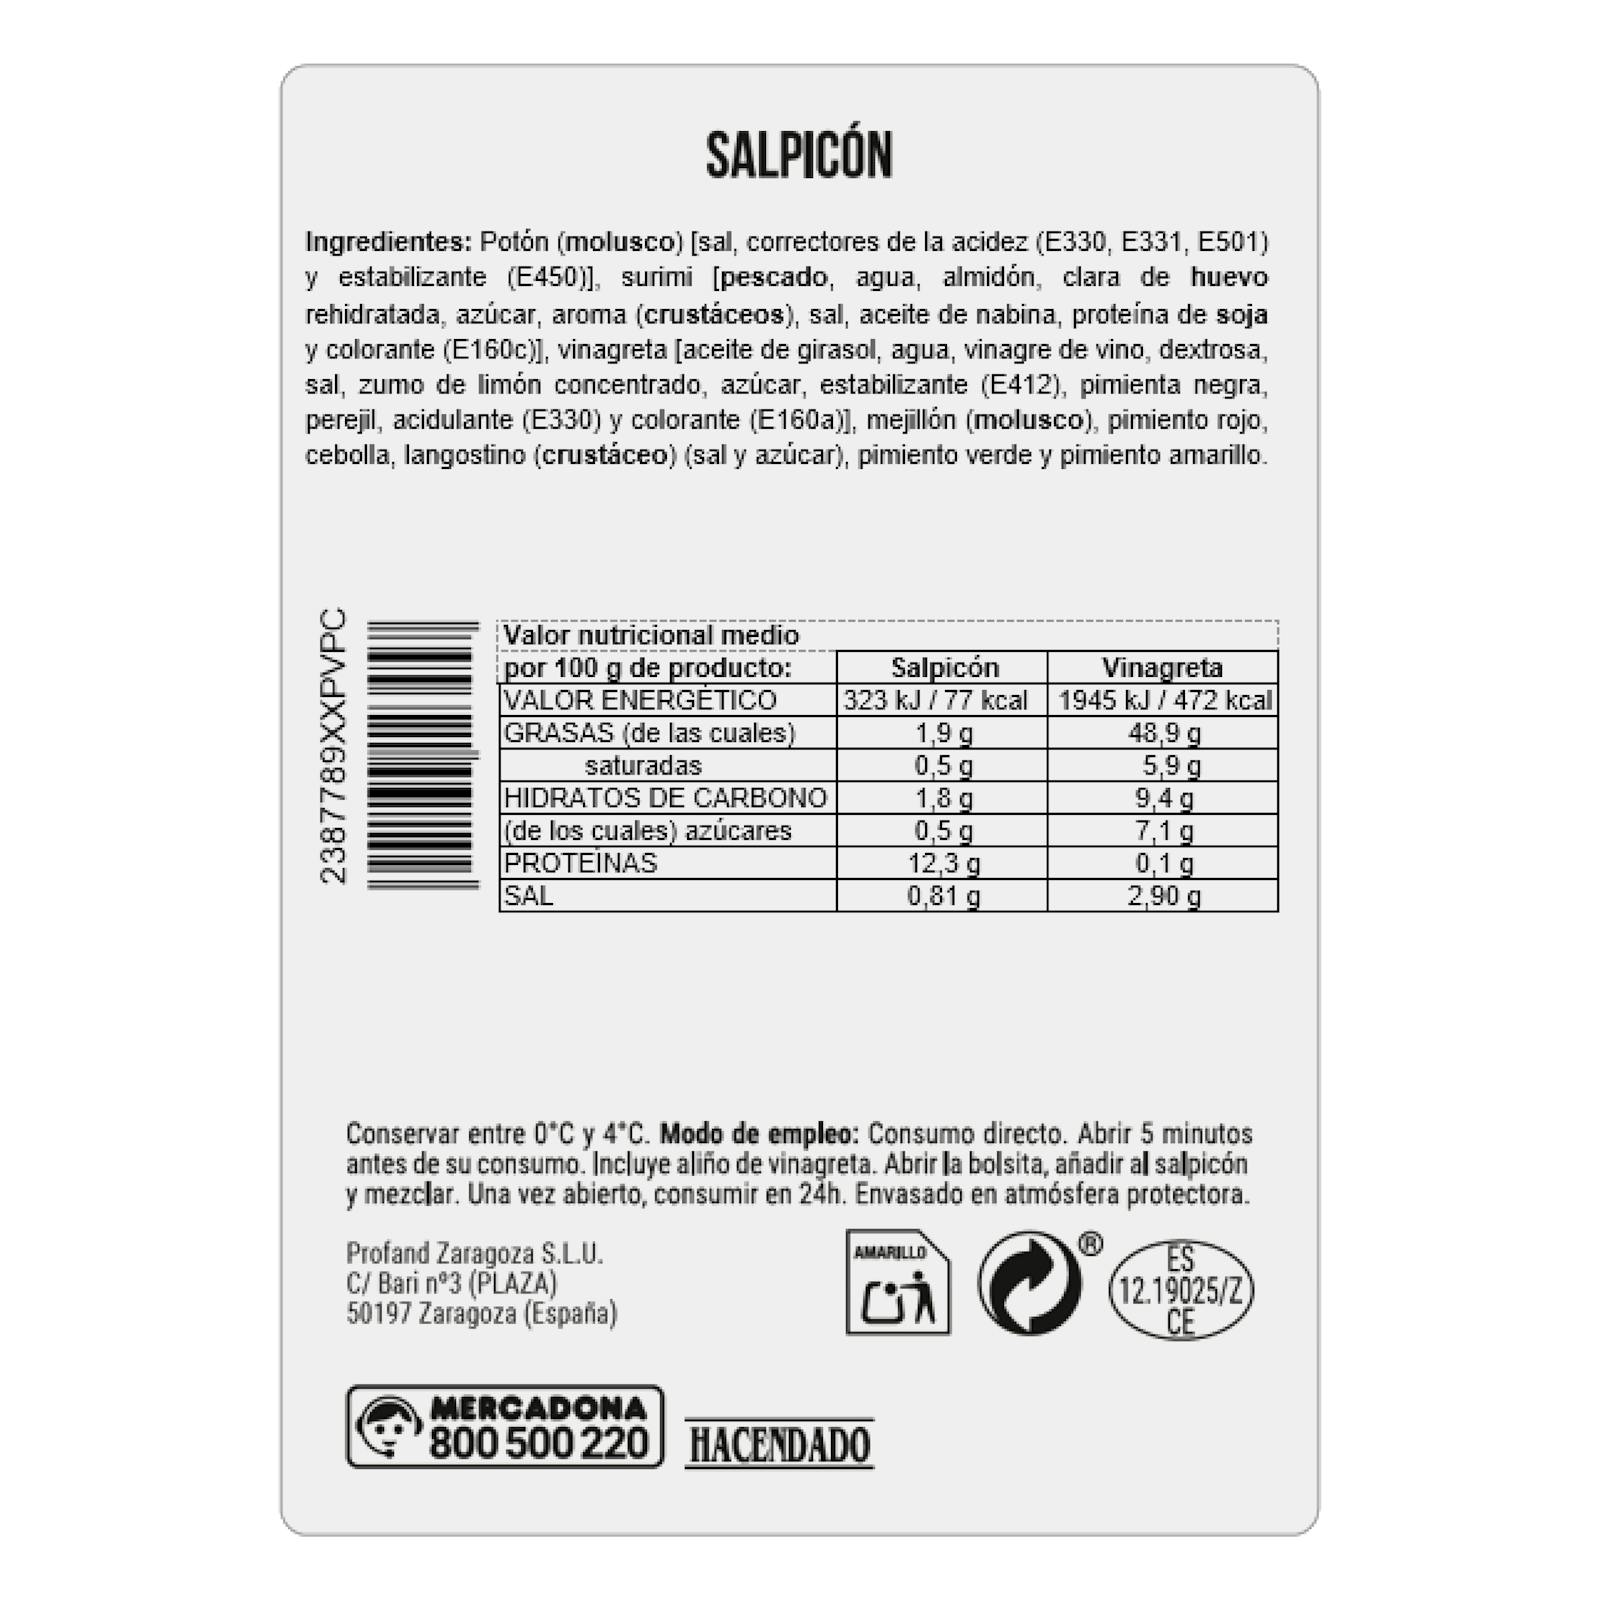 SALPICÓN
Ingredientes: Potón (molusco) [sal, correctores de la acidez (E330, E331, E501)
y estabilizante (E450)], surimi [pescado, agua, almidón, clara de huevo
rehidratada, azúcar, aroma (crustáceos), sal, aceite de nabina, proteína de soja
y colorante (E160c)], vinagreta [aceite de girasol, agua, vinagre de vino, dextrosa,
sal, zumo de limón concentrado, azúcar, estabilizante (E412), pimienta negra,
perejil, acidulante (E330) y colorante (E160a)], mejillón (molusco), pimiento rojo,
cebolla, langostino (crustáceo) (sal y azúcar), pimiento verde y pimiento amarillo.
2387789XXPVPC
Valor nutricional medio
por 100 g de producto: Salpicón Vinagreta
VALOR ENERGÉTICO 323 kJ / 77 kcal 1945 kJ / 472 kcal
GRASAS (de las cuales) 1,9 g 48,9 g
saturadas 0,5 g 5,9 g
HIDRATOS DE CARBONO 1,8 g 9,4 g
(de los cuales) azúcares 0,5 g 7,1 g
PROTEÍNAS 12,3 g 0,1 g
SAL 0,81 g 2,90 g
Conservar entre 0°C y 4°C. Modo de empleo: Consumo directo. Abrir 5 minutos
antes de su consumo. Incluye aliño de vinagreta. Abrir la bolsita, añadir al salpicón
y mezclar. Una vez abierto, consumir en 24h. Envasado en atmósfera protectora.
Profand Zaragoza S.L.U.
C/ Bari nº3 (PLAZA)
50197 Zaragoza (España)
AMARILLO
®
ES
12.19025/Z
CE
MERCADONA
800 500 220
HACENDADO